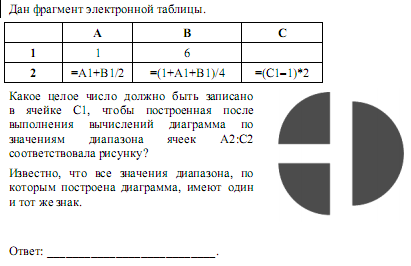 Дан фрагмент электронной таблицы.
A B C
1 1 6
2 =A1+B1/2 =(1+A1+B1)/4 =(C1–1)*2
Какое целое число должно быть записано
в ячейке C1, чтобы построенная после
выполнения вычислений диаграмма по
значениям диапазона ячеек A2:C2
соответствовала рисунку?
Известно, что все значения диапазона, по
которым построена диаграмма, имеют один
и тот же знак.
Ответ: ___________________________.